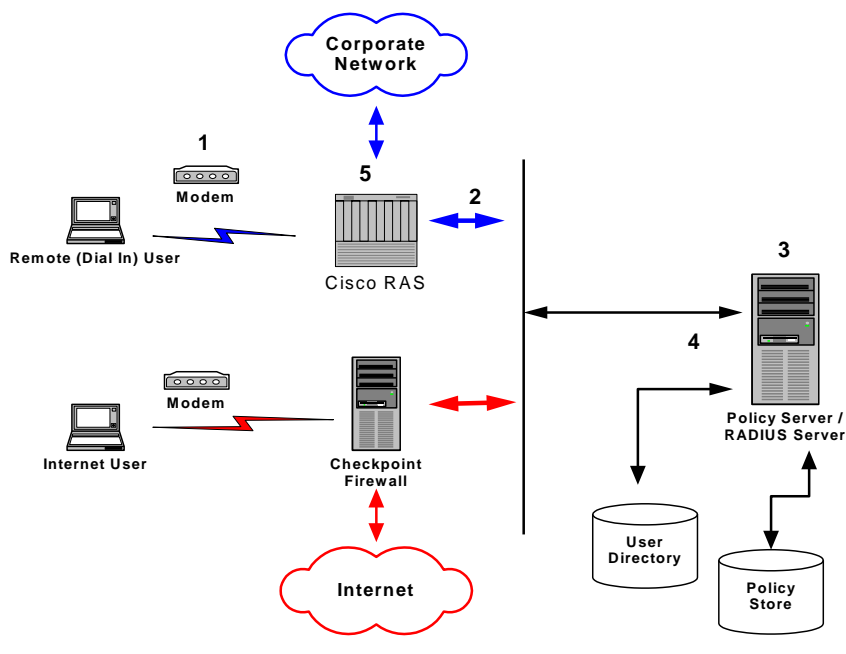 Corporate
Network
1
Modem
5
2
Remote (Dial In) User
Cisco RAS
3
4
Modem
Internet User
Checkpoint
Firewall
Policy Server /
RADIUS Server
User
Directory
Internet
Policy
Store